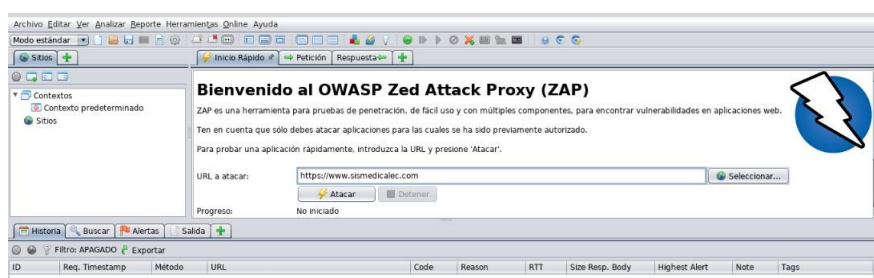 Archivo Editar Ver Analizar Reporte Herramientas Online Ayuda
Modo estándar
Sitios
Inicio Rápido
Petición
Respuesta
Contextos
Contexto predeterminado
Sitios
Bienvenido al OWASP Zed Attack Proxy (ZAP)
ZAP es una herramienta para pruebas de penetración, de fácil uso y con múltiples componentes, para encontrar vulnerabilidades en aplicaciones web.
Ten en cuenta que sólo debes atacar aplicaciones para las cuales se ha sido previamente autorizado.
Para probar una aplicación rápidamente, introduzca la URL y presione 'Atacar'.
URL a atacar: https://www.sismedicalec.com Seleccionar...
Atacar Detener
Progreso: No iniciado
Historia Buscar Alertas Salida
Filtro: APAGADO Exportar
ID Req. Timestamp Método URL Code Reason RTT Size Resp. Body Highest Alert Note Tags